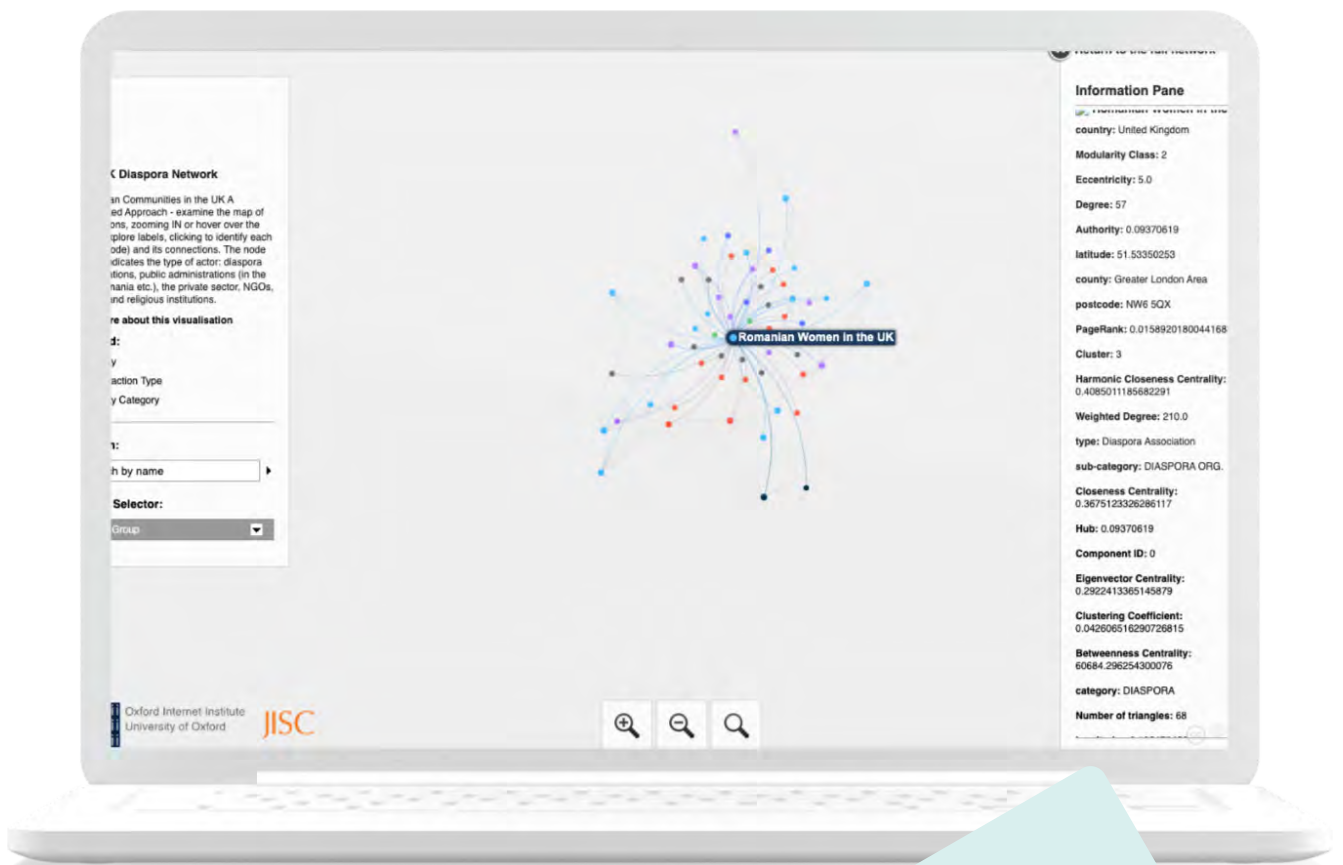 Diaspora Network
an Communities in the UK A
ed Approach - examine the map of
ons, zooming IN or hover over the
xplore labels, clicking to identify each
ode) and its connections. The node
ndicates the type of actor: diaspora
ations, public administrations (in the
mania etc.), the private sector, NGOs,
and religious institutions.
re about this visualisation
d:
y
action Type
y Category
h:
h by name
Selector:
Group
Oxford Internet Institute
University of Oxford
JISC
Romanian Women in the UK
Return to the full network
Information Pane
Romanian Women in the
country: United Kingdom
Modularity Class: 2
Eccentricity: 5.0
Degree: 57
Authority: 0.09370619
latitude: 51.53350253
county: Greater London Area
postcode: NW6 5QX
PageRank: 0.0158920180044168
Cluster: 3
Harmonic Closeness Centrality:
0.4085011185682291
Weighted Degree: 210.0
type: Diaspora Association
sub-category: DIASPORA ORG.
Closeness Centrality:
0.3675123326286117
Hub: 0.09370619
Component ID: 0
Eigenvector Centrality:
0.2922413365145879
Clustering Coefficient:
0.042606516290726815
Betweenness Centrality:
60684.296254300076
category: DIASPORA
Number of triangles: 68